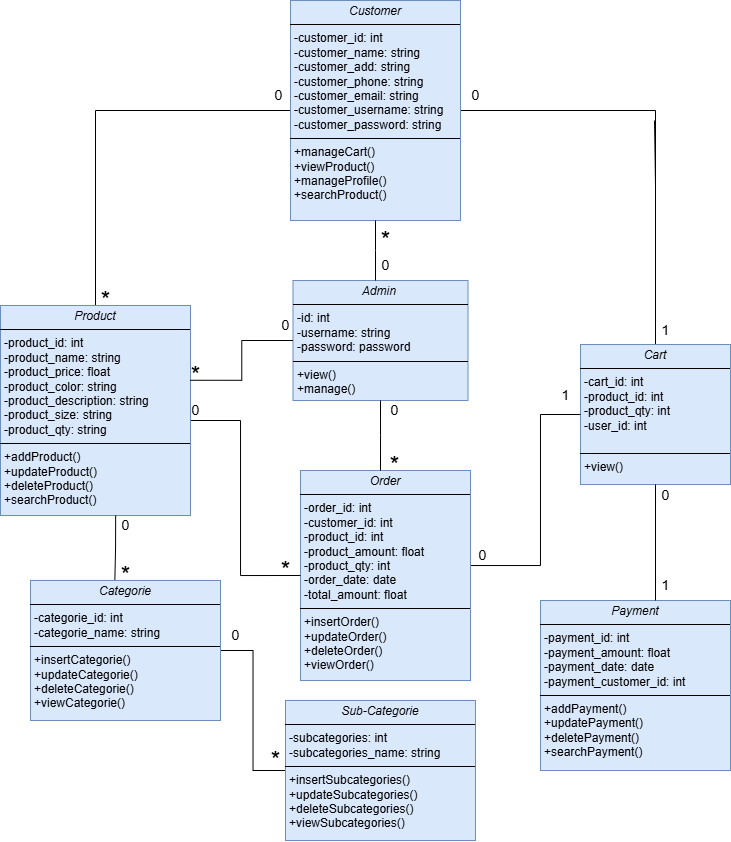 Customer
-customer_id: int
-customer_name: string
-customer_add: string
-customer_phone: string
-customer_email: string
-customer_username: string
-customer_password: string
+manageCart()
+viewProduct()
+manageProfile()
+searchProduct()
0
0
*
*
0
Admin
-id: int
-username: string
-password: password
+view()
+manage()
Product
-product_id: int
-product_name: string
-product_price: float
-product_color: string
-product_description: string
-product_size: string
-product_qty: string
+addProduct()
+updateProduct()
+deleteProduct()
+searchProduct()
0
*
0
1
Cart
-cart_id: int
-product_id: int
-product_qty: int
-user_id: int
+view()
0
*
1
Order
-order_id: int
-customer_id: int
-product_id: int
-product_amount: float
-product_qty: int
-order_date: date
-total_amount: float
+insertOrder()
+updateOrder()
+deleteOrder()
+viewOrder()
*
0
0
1
0
*
Categorie
-categorie_id: int
-categorie_name: string
+insertCategorie()
+updateCategorie()
+deleteCategorie()
+viewCategorie()
Payment
-payment_id: int
-payment_amount: float
-payment_date: date
-payment_customer_id: int
+addPayment()
+updatePayment()
+deletePayment()
+searchPayment()
0
*
Sub-Categorie
-subcategories: int
-subcategories_name: string
+insertSubcategories()
+updateSubcategories()
+deleteSubcategories()
+viewSubcategories()